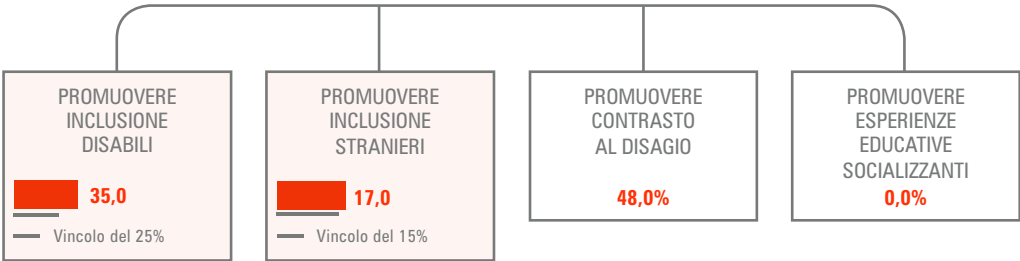 PROMUOVERE
INCLUSIONE
DISABILI
35,0
Vincolo del 25%
PROMUOVERE
INCLUSIONE
STRANIERI
17,0
Vincolo del 15%
PROMUOVERE
CONTRASTO
AL DISAGIO
48,0%
PROMUOVERE
ESPERIENZE
EDUCATIVE
SOCIALIZZANTI
0,0%